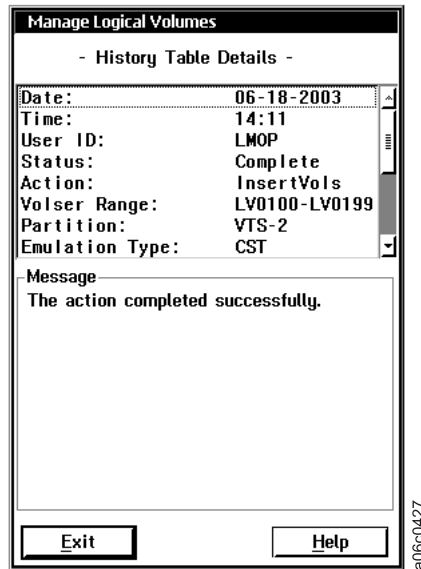 Manage Logical Volumes
- History Table Details -
Date: 06-18-2003
Time: 14:11
User ID: LMOP
Status: Complete
Action: InsertVols
Volser Range: LV0100-LV0199
Partition: VTS-2
Emulation Type: CST
Message
The action completed successfully.
Exit Help
a06c0427